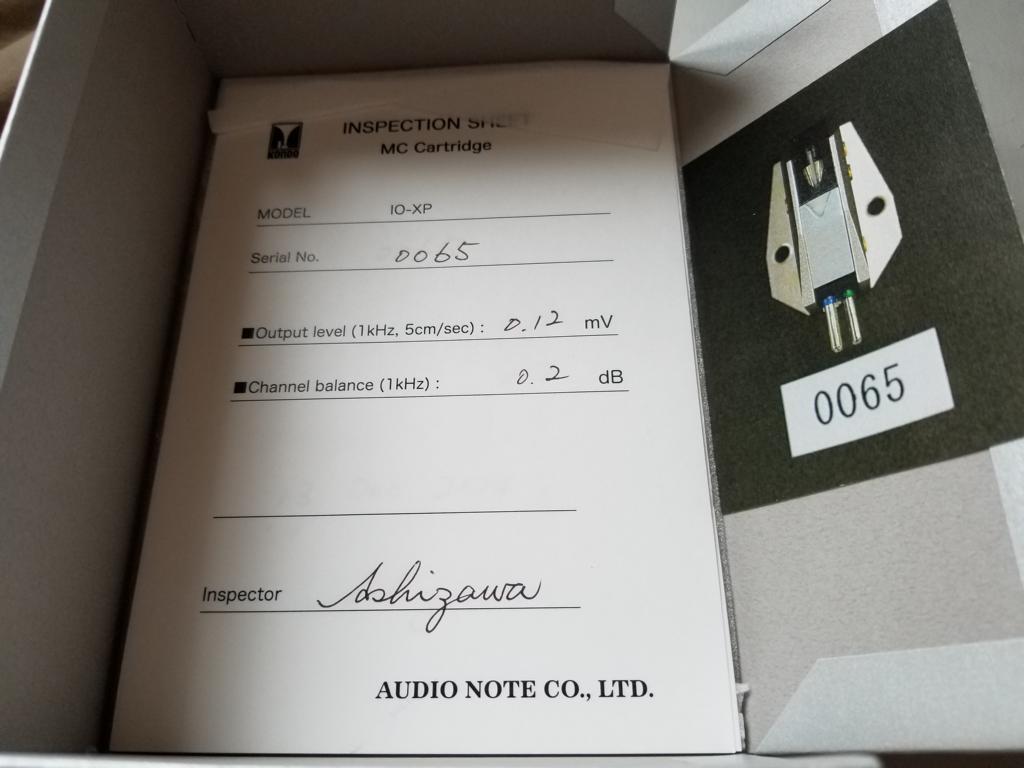 KONDO
INSPECTION SHEET
MC Cartridge
MODEL IO-XP
Serial No. 0065
■Output level (1kHz, 5cm/sec) : 0.12 mV
■Channel balance (1kHz) : 0.2 dB
Inspector Ashizawa
AUDIO NOTE CO., LTD.
0065